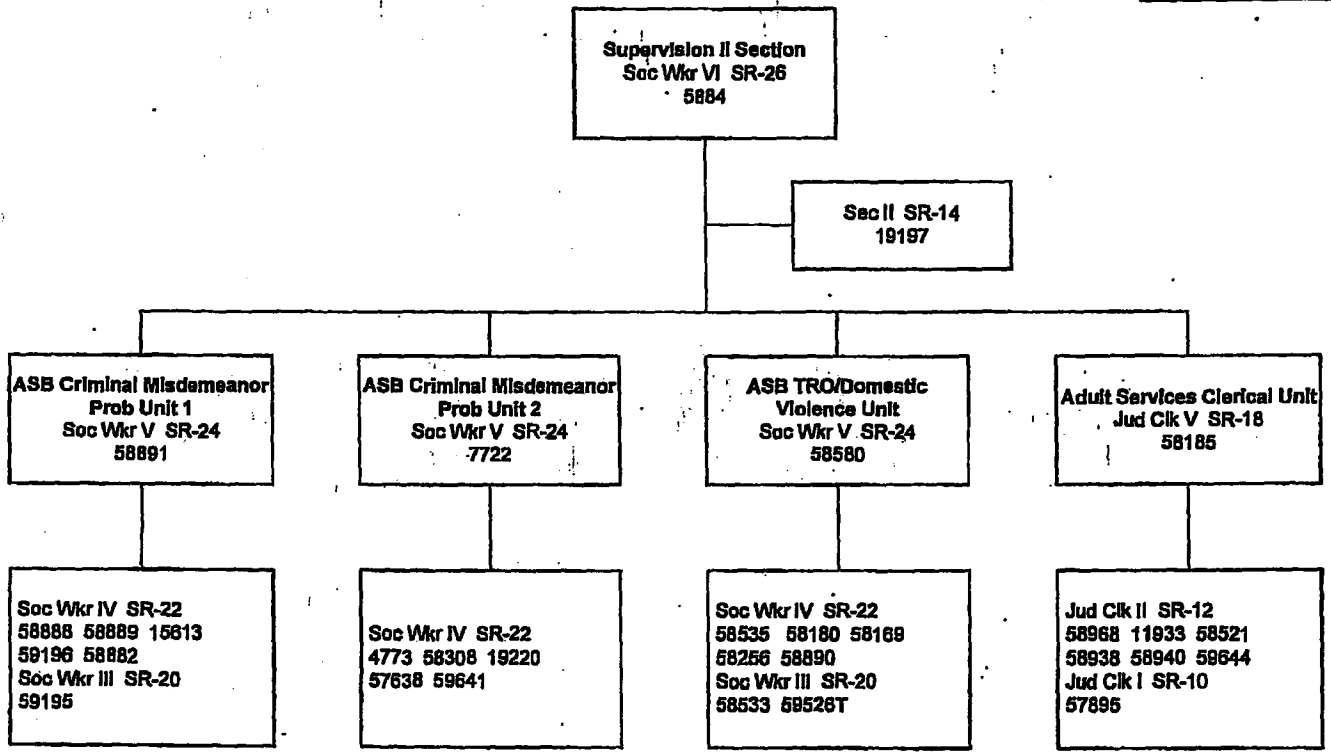 Supervision II Section
Soc Wkr VI SR-26
5884
Sec II SR-14
19197
ASB Criminal Misdemeanor
Prob Unit 1
Soc Wkr V SR-24
58891
ASB Criminal Misdemeanor
Prob Unit 2
Soc Wkr V SR-24
7722
ASB TRO/Domestic
Violence Unit
Soc Wkr V SR-24
58580
Adult Services Clerical Unit
Jud Clk V SR-18
58185
Soc Wkr IV SR-22
58888 58889 15613
59196 58882
Soc Wkr III SR-20
59195
Soc Wkr IV SR-22
4773 58308 19220
57638 59641
Soc Wkr IV SR-22
58535 58180 58169
58256 58890
Soc Wkr III SR-20
58533 59526T
Jud Clk II SR-12
58968 11933 58521
58938 58940 59644
Jud Clk I SR-10
57895